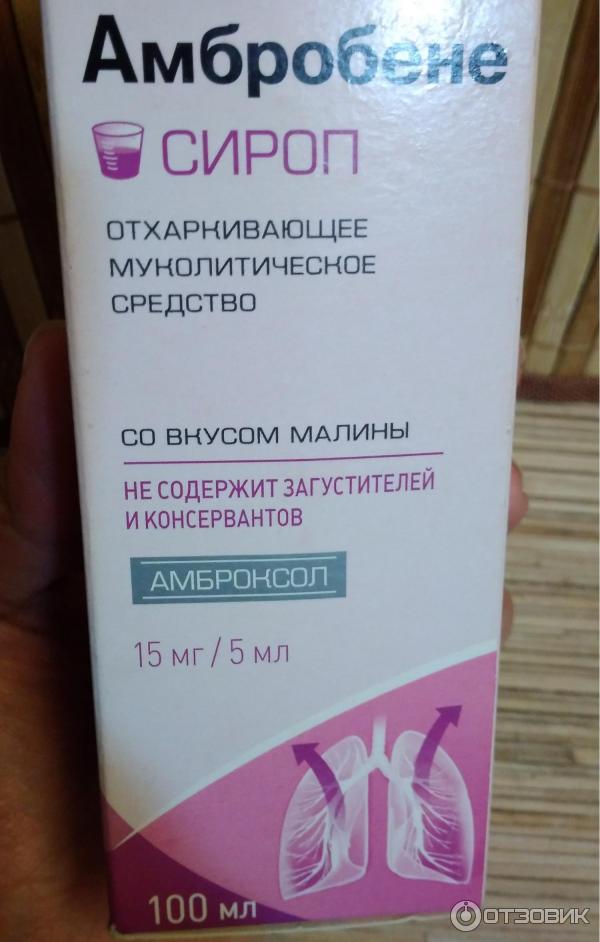 Амбробене
СИРОП
ОТХАРКИВАЮЩЕЕ
МУКОЛИТИЧЕСКОЕ
СРЕДСТВО
СО ВКУСОМ МАЛИНЫ
НЕ СОДЕРЖИТ ЗАГУСТИТЕЛЕЙ
И КОНСЕРВАНТОВ
АМБРОКСОЛ
15 мг / 5 мл
100 мл
ОТЗОВИК